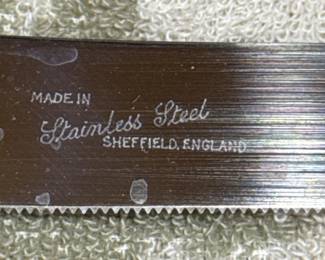 MADE IN
Stainless Steel
SHEFFIELD, ENGLAND